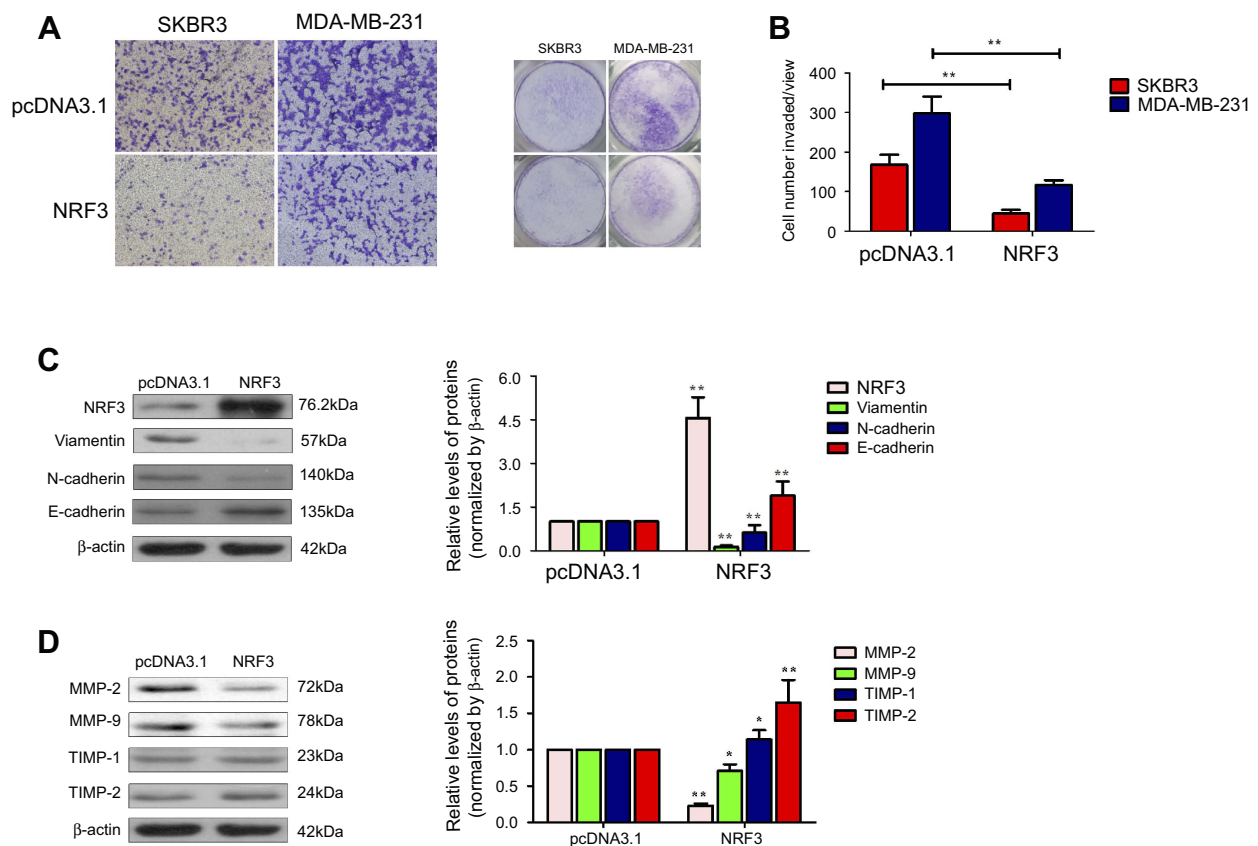 A
SKBR3 MDA-MB-231
pcDNA3.1
NRF3
SKBR3 MDA-MB-231
B
Cell number invaded/view
400
300
200
100
0
**
**
pcDNA3.1 NRF3
SKBR3
MDA-MB-231
C
pcDNA3.1 NRF3
NRF3 76.2kDa
Viamentin 57kDa
N-cadherin 140kDa
E-cadherin 135kDa
β-actin 42kDa
Relative levels of proteins
(normalized by β-actin)
6.0
4.5
3.0
1.5
0.0
**
**
**
**
pcDNA3.1 NRF3
NRF3
Viamentin
N-cadherin
E-cadherin
D
pcDNA3.1 NRF3
MMP-2 72kDa
MMP-9 78kDa
TIMP-1 23kDa
TIMP-2 24kDa
β-actin 42kDa
Relative levels of proteins
(normalized by β-actin)
2.5
2.0
1.5
1.0
0.5
0.0
**
*
*
**
pcDNA3.1 NRF3
MMP-2
MMP-9
TIMP-1
TIMP-2